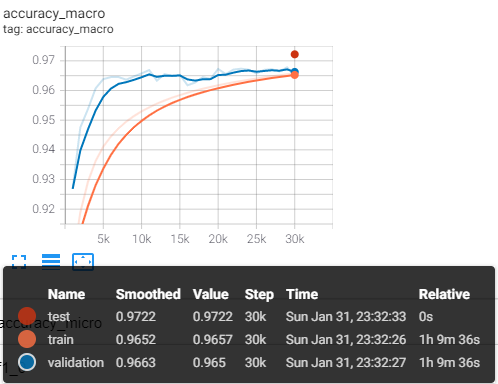 accuracy_macro
tag: accuracy_macro
0.97
0.96
0.95
0.94
0.93
0.92
5k 10k 15k 20k 25k 30k
Name Smoothed Value Step Time Relative
test 0.9722 0.9722 30k Sun Jan 31, 23:32:33 0s
accuracy_micro
train 0.9652 0.9657 30k Sun Jan 31, 23:32:26 1h 9m 36s
validation 0.9663 0.965 30k Sun Jan 31, 23:32:27 1h 9m 36s